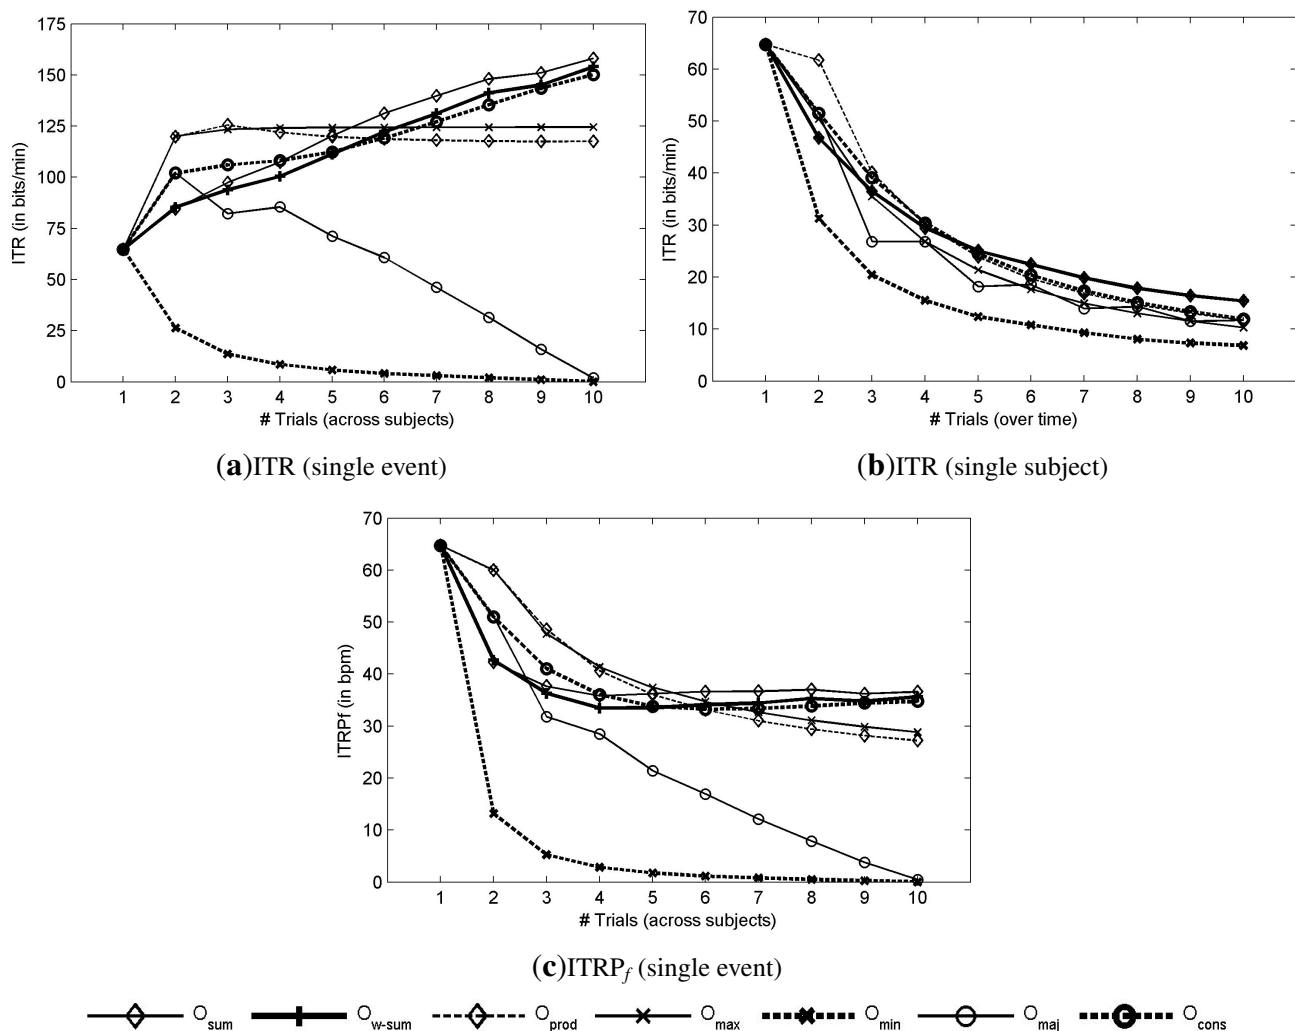 175
150
125
100
75
50
25
0
ITR (in bits/min)
1 2 3 4 5 6 7 8 9 10
# Trials (across subjects)
(a)ITR (single event)
70
60
50
40
30
20
10
0
ITR (in bits/min)
1 2 3 4 5 6 7 8 9 10
# Trials (over time)
(b)ITR (single subject)
70
60
50
40
30
20
10
0
ITRPf (in bpm)
1 2 3 4 5 6 7 8 9 10
# Trials (across subjects)
(c)ITRPf (single event)
Osum Ow-sum Oprod Omax Omin Omaj Ocons